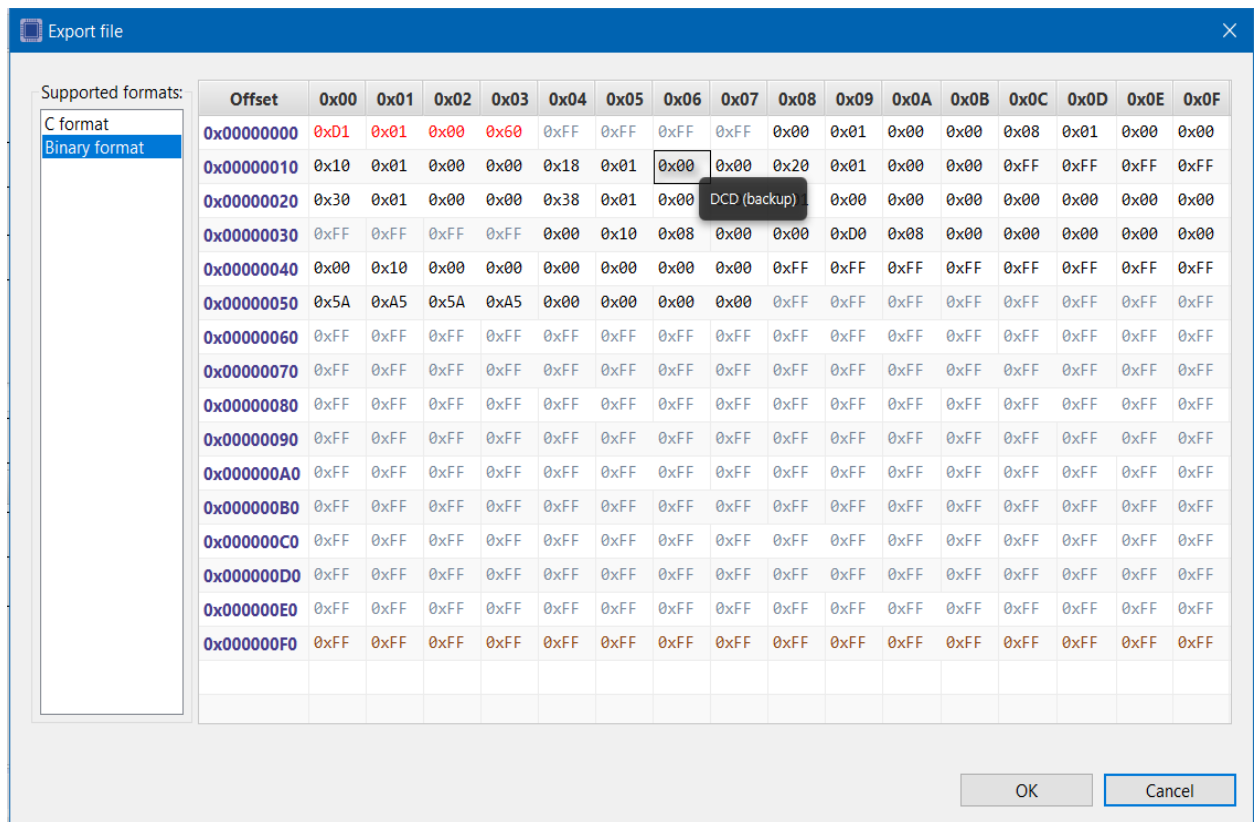 Export file
Supported formats:
C format
Binary format
Offset 0x00 0x01 0x02 0x03 0x04 0x05 0x06 0x07 0x08 0x09 0x0A 0x0B 0x0C 0x0D 0x0E 0x0F
0x00000000 0xD1 0x01 0x00 0x60 0xFF 0xFF 0xFF 0xFF 0x00 0x01 0x00 0x00 0x08 0x01 0x00 0x00
0x00000010 0x10 0x01 0x00 0x00 0x18 0x01 0x00 0x00 0x20 0x01 0x00 0x00 0xFF 0xFF 0xFF 0xFF
0x00000020 0x30 0x01 0x00 0x00 0x38 0x01 0x00 0x00 0x00 0x00 0x00 0x00 0x00 0x00
DCD (backup)
0x00000030 0xFF 0xFF 0xFF 0xFF 0x00 0x10 0x08 0x00 0x00 0xD0 0x08 0x00 0x00 0x00 0x00 0x00
0x00000040 0x00 0x10 0x00 0x00 0x00 0x00 0x00 0x00 0xFF 0xFF 0xFF 0xFF 0xFF 0xFF 0xFF 0xFF
0x00000050 0x5A 0xA5 0x5A 0xA5 0x00 0x00 0x00 0x00 0xFF 0xFF 0xFF 0xFF 0xFF 0xFF 0xFF 0xFF
0x00000060 0xFF 0xFF 0xFF 0xFF 0xFF 0xFF 0xFF 0xFF 0xFF 0xFF 0xFF 0xFF 0xFF 0xFF 0xFF 0xFF
0x00000070 0xFF 0xFF 0xFF 0xFF 0xFF 0xFF 0xFF 0xFF 0xFF 0xFF 0xFF 0xFF 0xFF 0xFF 0xFF 0xFF
0x00000080 0xFF 0xFF 0xFF 0xFF 0xFF 0xFF 0xFF 0xFF 0xFF 0xFF 0xFF 0xFF 0xFF 0xFF 0xFF 0xFF
0x00000090 0xFF 0xFF 0xFF 0xFF 0xFF 0xFF 0xFF 0xFF 0xFF 0xFF 0xFF 0xFF 0xFF 0xFF 0xFF 0xFF
0x000000A0 0xFF 0xFF 0xFF 0xFF 0xFF 0xFF 0xFF 0xFF 0xFF 0xFF 0xFF 0xFF 0xFF 0xFF 0xFF 0xFF
0x000000B0 0xFF 0xFF 0xFF 0xFF 0xFF 0xFF 0xFF 0xFF 0xFF 0xFF 0xFF 0xFF 0xFF 0xFF 0xFF 0xFF
0x000000C0 0xFF 0xFF 0xFF 0xFF 0xFF 0xFF 0xFF 0xFF 0xFF 0xFF 0xFF 0xFF 0xFF 0xFF 0xFF 0xFF
0x000000D0 0xFF 0xFF 0xFF 0xFF 0xFF 0xFF 0xFF 0xFF 0xFF 0xFF 0xFF 0xFF 0xFF 0xFF 0xFF 0xFF
0x000000E0 0xFF 0xFF 0xFF 0xFF 0xFF 0xFF 0xFF 0xFF 0xFF 0xFF 0xFF 0xFF 0xFF 0xFF 0xFF 0xFF
0x000000F0 0xFF 0xFF 0xFF 0xFF 0xFF 0xFF 0xFF 0xFF 0xFF 0xFF 0xFF 0xFF 0xFF 0xFF 0xFF 0xFF
OK Cancel